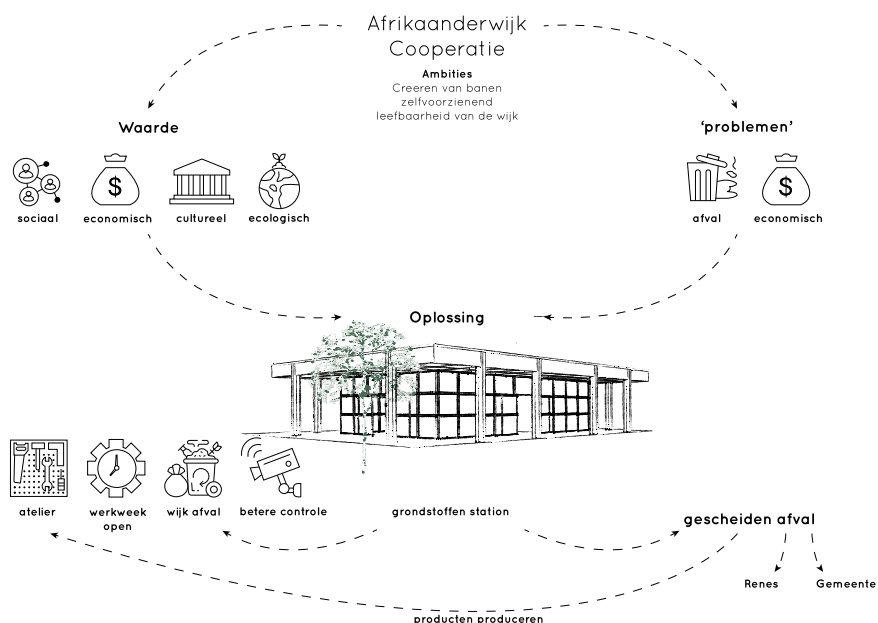 Afrikaanderwijk
Cooperatie
Ambities
Creeren van banen
zelfvoorzienend
leefbaarheid van de wijk
Waarde
'problemen'
$
$
sociaal
economisch
cultureel
ecologisch
afval
economisch
Oplossing
atelier
werkweek
open
wijk afval
betere controle
grondstoffen station
gescheiden afval
Renes
Gemeente
producten produceren